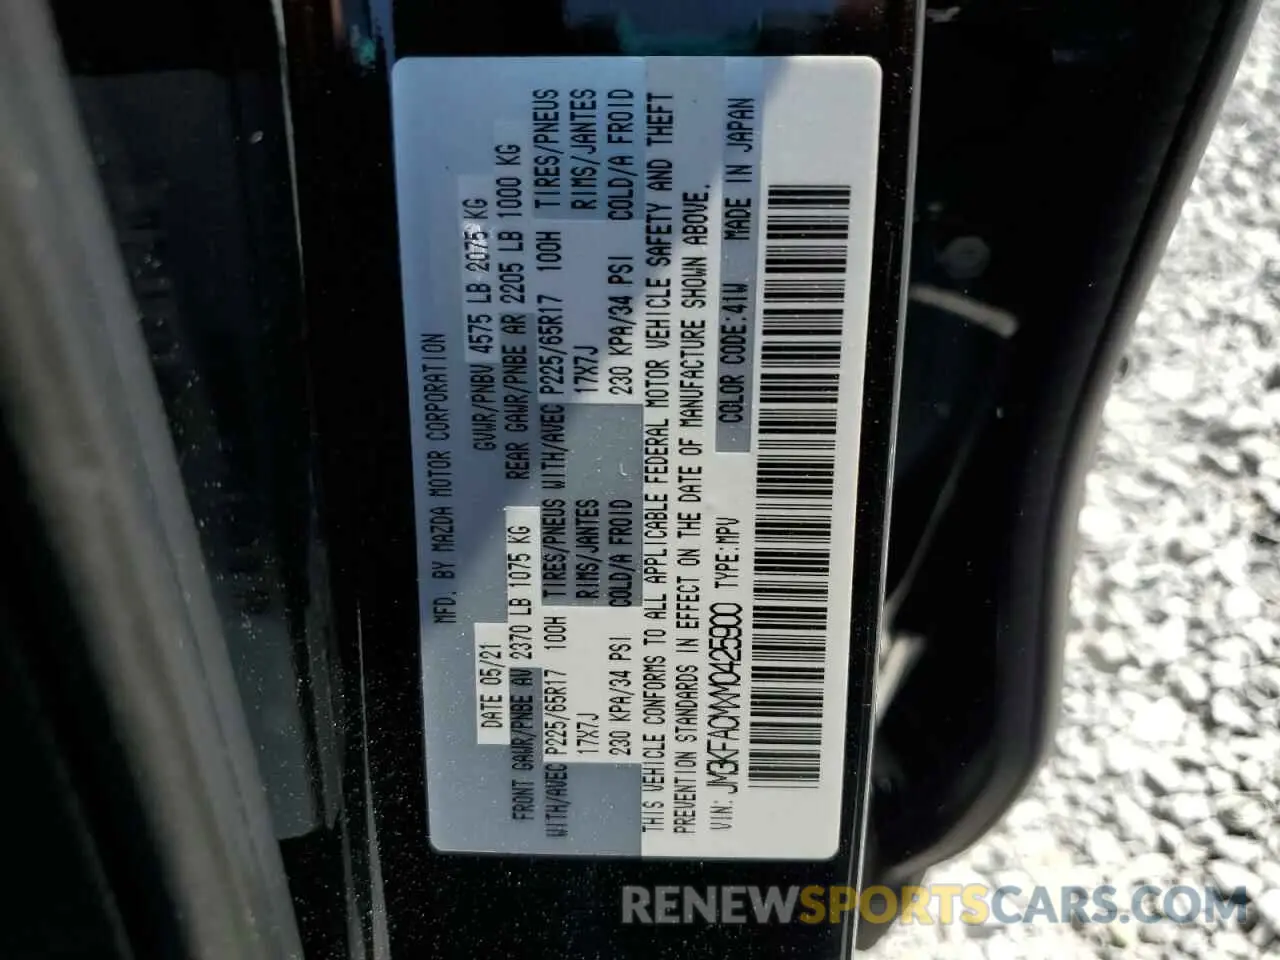 MFD. BY MAZDA MOTOR CORPORATION
DATE 05/21 GVWR/PNBV 4575 LB 2075 KG
FRONT GAWR/PNBE AV 2370 LB 1075 KG REAR GAWR/PNBE AR 2205 LB 1000 KG
WITH/AVEC P225/65R17 100H TIRES/PNEUS WITH/AVEC P225/65R17 100H TIRES/PNEUS
17X7J RIMS/JANTES 17X7J RIMS/JANTES
230 KPA/34 PSI COLD/A FROID 230 KPA/34 PSI COLD/A FROID
THIS VEHICLE CONFORMS TO ALL APPLICABLE FEDERAL MOTOR VEHICLE SAFETY AND THEFT
PREVENTION STANDARDS IN EFFECT ON THE DATE OF MANUFACTURE SHOWN ABOVE.
VIN: JM3KFACMXM0425900 TYPE:MPV COLOR CODE:41W MADE IN JAPAN
RENEWSPORTSCARS.COM